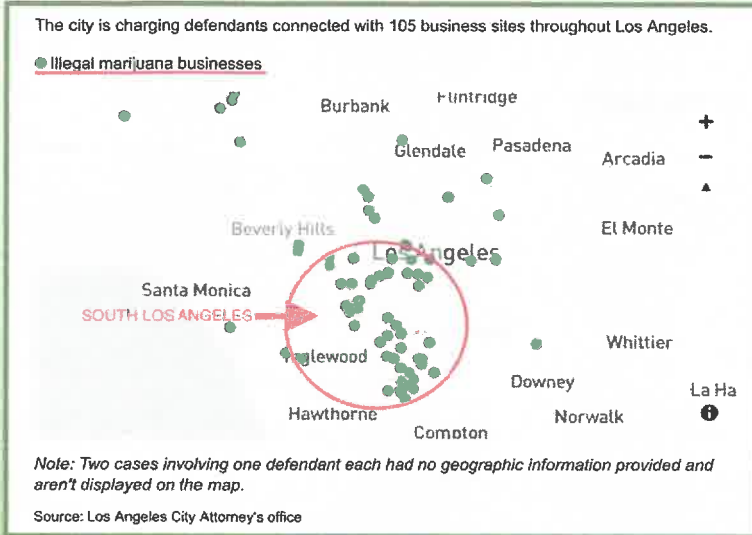 The city is charging defendants connected with 105 business sites throughout Los Angeles.
Illegal marijuana businesses
Burbank
Flintridge
+
Glendale
Pasadena
Arcadia
−
Beverly Hills
El Monte
Los Angeles
Santa Monica
SOUTH LOS ANGELES
Inglewood
Whittier
Downey
La Ha
Hawthorne
Norwalk
Compton
Note: Two cases involving one defendant each had no geographic information provided and
aren't displayed on the map.
Source: Los Angeles City Attorney's office